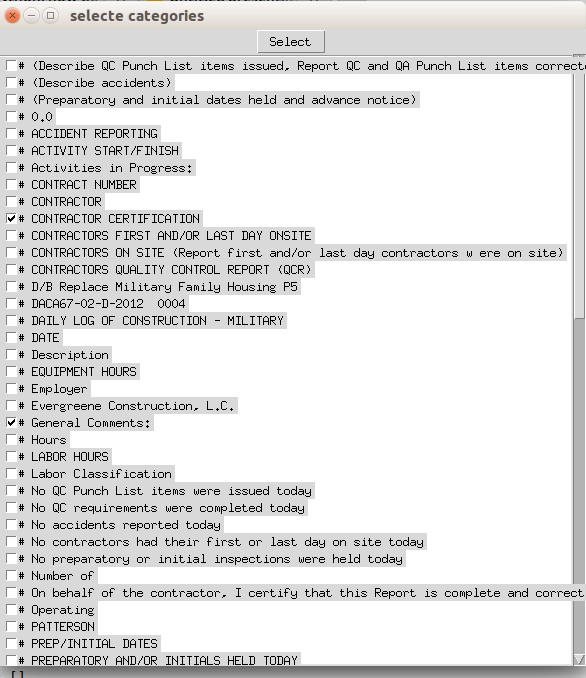 selecte categories
Select
# (Describe QC Punch List items issued, Report QC and QA Punch List items correct
# (Describe accidents)
# (Preparatory and initial dates held and advance notice)
# 0.0
# ACCIDENT REPORTING
# ACTIVITY START/FINISH
# Activities in Progress:
# CONTRACT NUMBER
# CONTRACTOR
# CONTRACTOR CERTIFICATION
# CONTRACTORS FIRST AND/OR LAST DAY ONSITE
# CONTRACTORS ON SITE (Report first and/or last day contractors w ere on site)
# CONTRACTORS QUALITY CONTROL REPORT (QCR)
# D/B Replace Military Family Housing P5
# DACA67-02-D-2012  0004
# DAILY LOG OF CONSTRUCTION - MILITARY
# DATE
# Description
# EQUIPMENT HOURS
# Employer
# Evergreene Construction, L.C.
# General Comments:
# Hours
# LABOR HOURS
# Labor Classification
# No QC Punch List items were issued today
# No QC requirements were completed today
# No accidents reported today
# No contractors had their first or last day on site today
# No preparatory or initial inspections were held today
# Number of
# On behalf of the contractor, I certify that this Report is complete and correct
# Operating
# PATTERSON
# PREP/INITIAL DATES
# PREPARATORY AND/OR INITIALS HELD TODAY